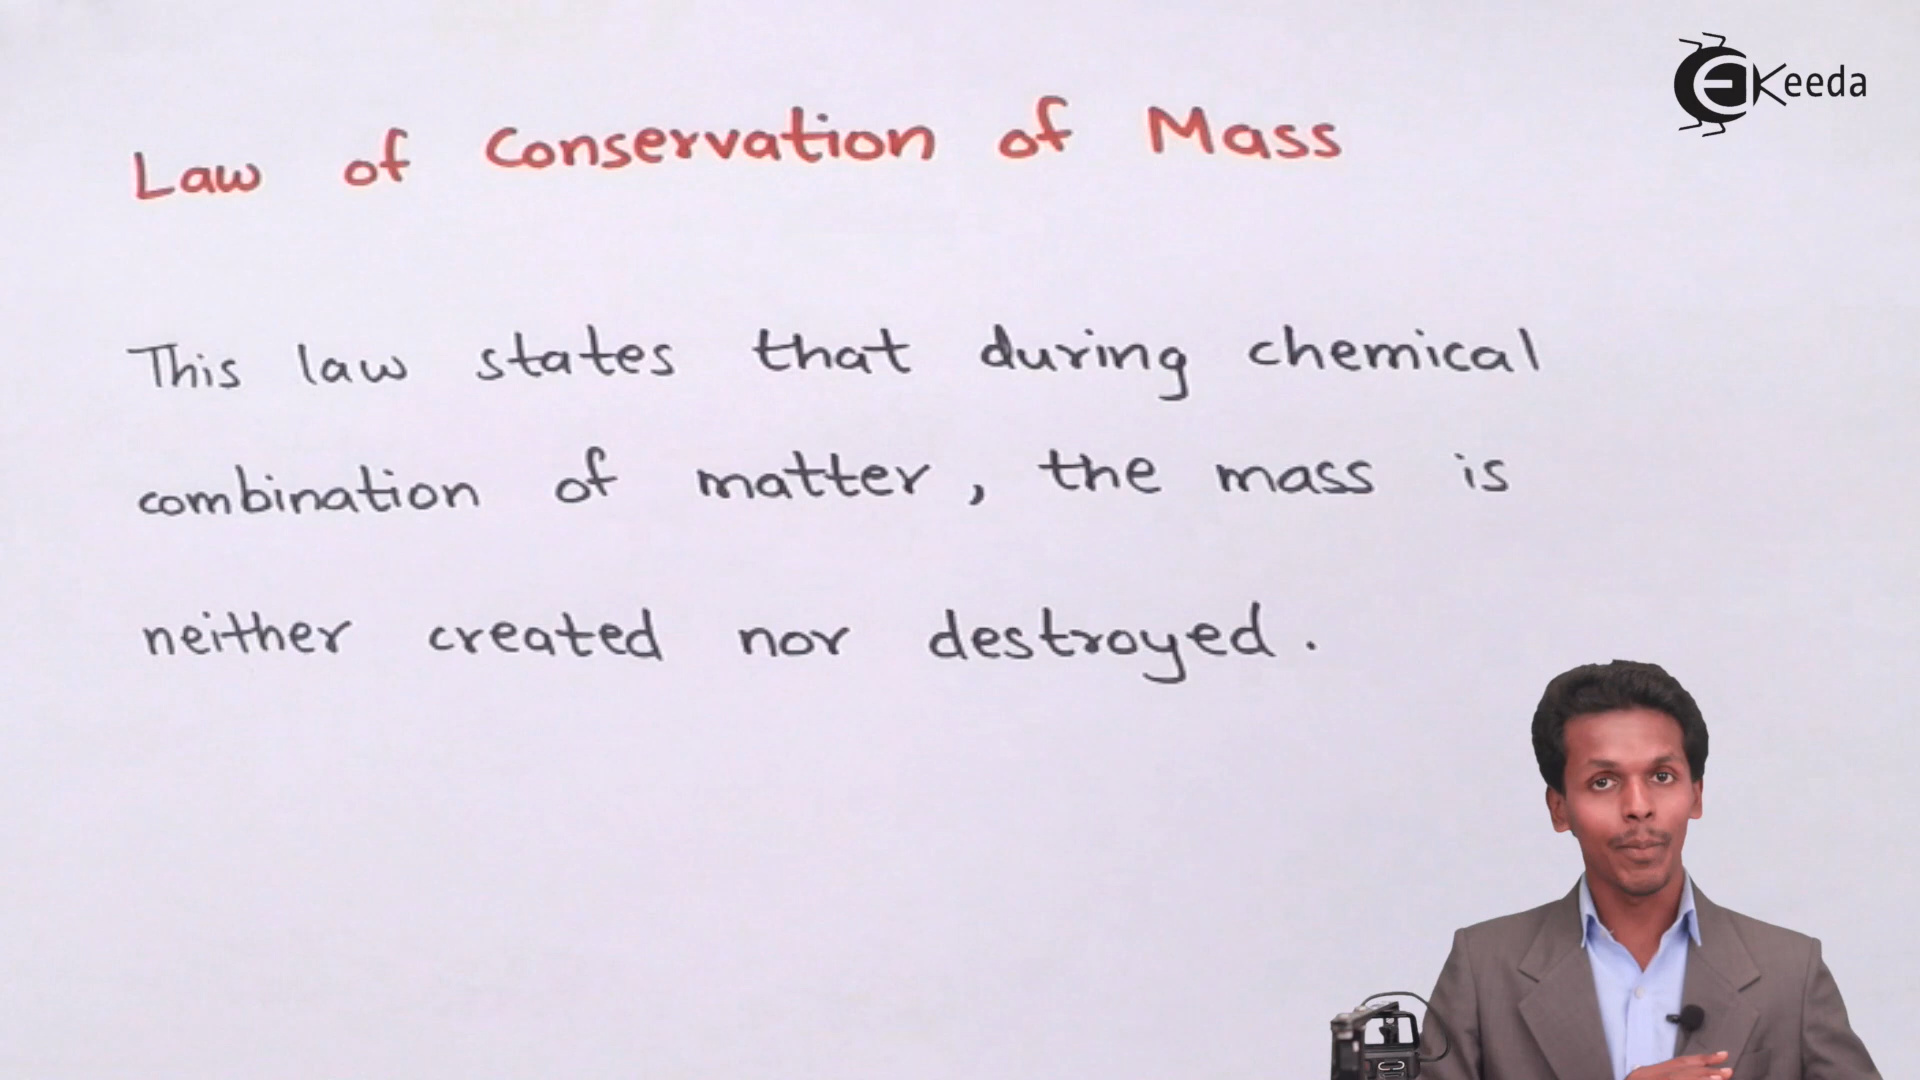 EKeeda
Law of Conservation of Mass
This law states that during chemical
combination of matter, the mass is
neither created nor destroyed.